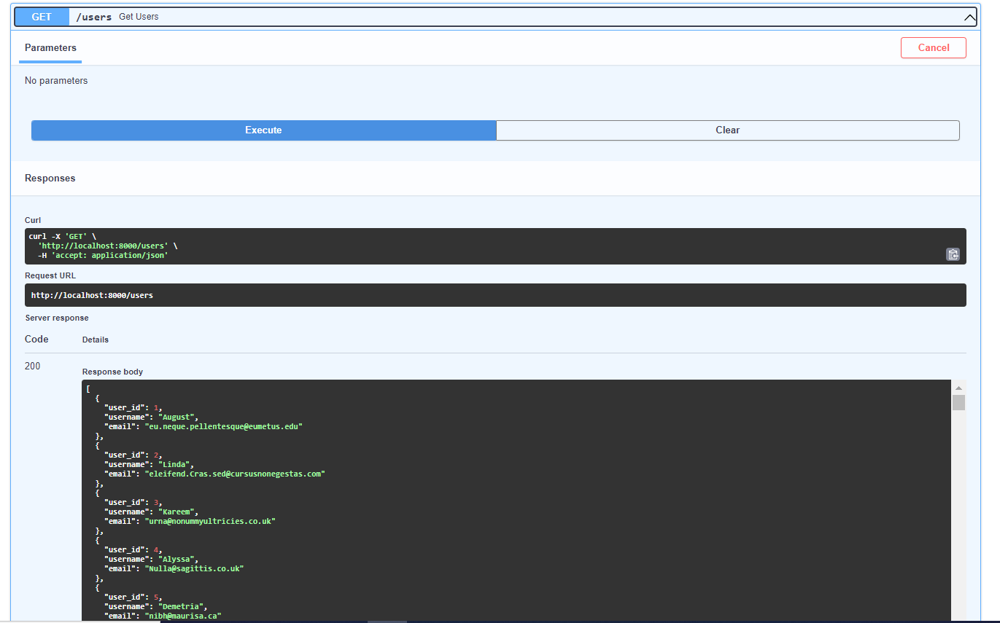 GET /users Get Users
Parameters Cancel
No parameters
Execute Clear
Responses
Curl
curl -X 'GET' \
  'http://localhost:8000/users' \
  -H 'accept: application/json'
Request URL
http://localhost:8000/users
Server response
Code Details
200
Response body
[
  {
    "user_id": 1,
    "username": "August",
    "email": "eu.neque.pellentesque@eumetus.edu"
  },
  {
    "user_id": 2,
    "username": "Linda",
    "email": "eleifend.Cras.sed@cursusnonegestas.com"
  },
  {
    "user_id": 3,
    "username": "Kareem",
    "email": "urna@nonummyultricies.co.uk"
  },
  {
    "user_id": 4,
    "username": "Alyssa",
    "email": "Nulla@sagittis.co.uk"
  },
  {
    "user_id": 5,
    "username": "Demetria",
    "email": "nibh@maurisa.ca"